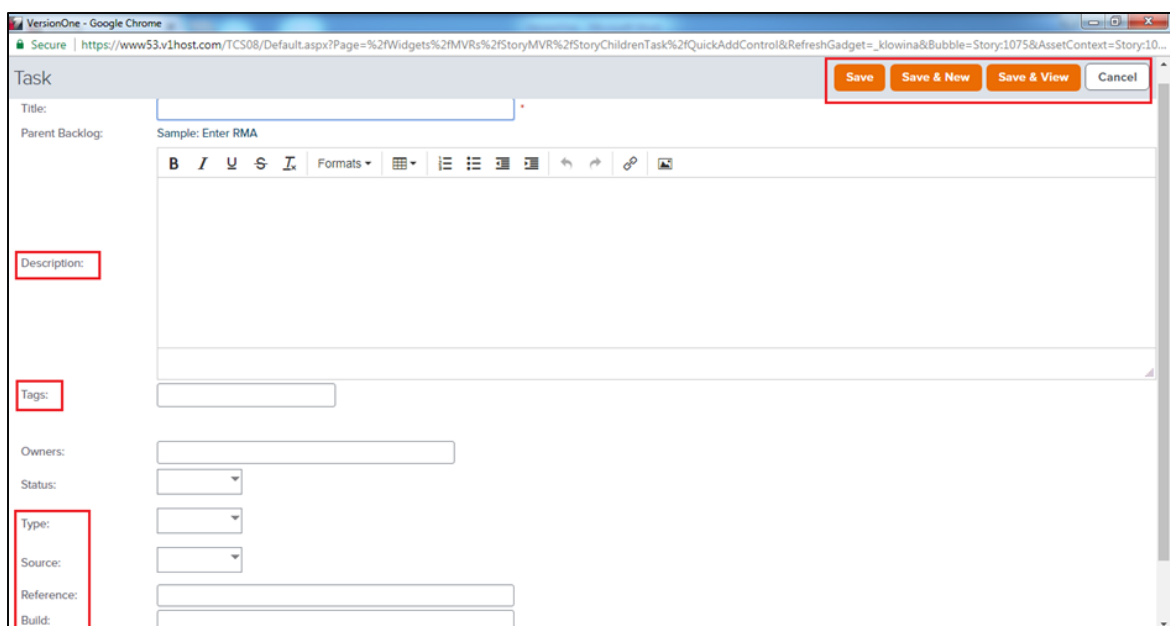 VersionOne - Google Chrome
Secure | https://www53.v1host.com/TCS08/Default.aspx?Page=%2fWidgets%2fMVRs%2fStoryMVR%2fStoryChildrenTask%2fQuickAddControl&RefreshGadget=_klowina&Bubble=Story:1075&AssetContext=Story:10...
Task Save Save & New Save & View Cancel
Title: *
Parent Backlog: Sample: Enter RMA
B I U S Ix Formats
Description:
Tags:
Owners:
Status:
Type:
Source:
Reference:
Build: